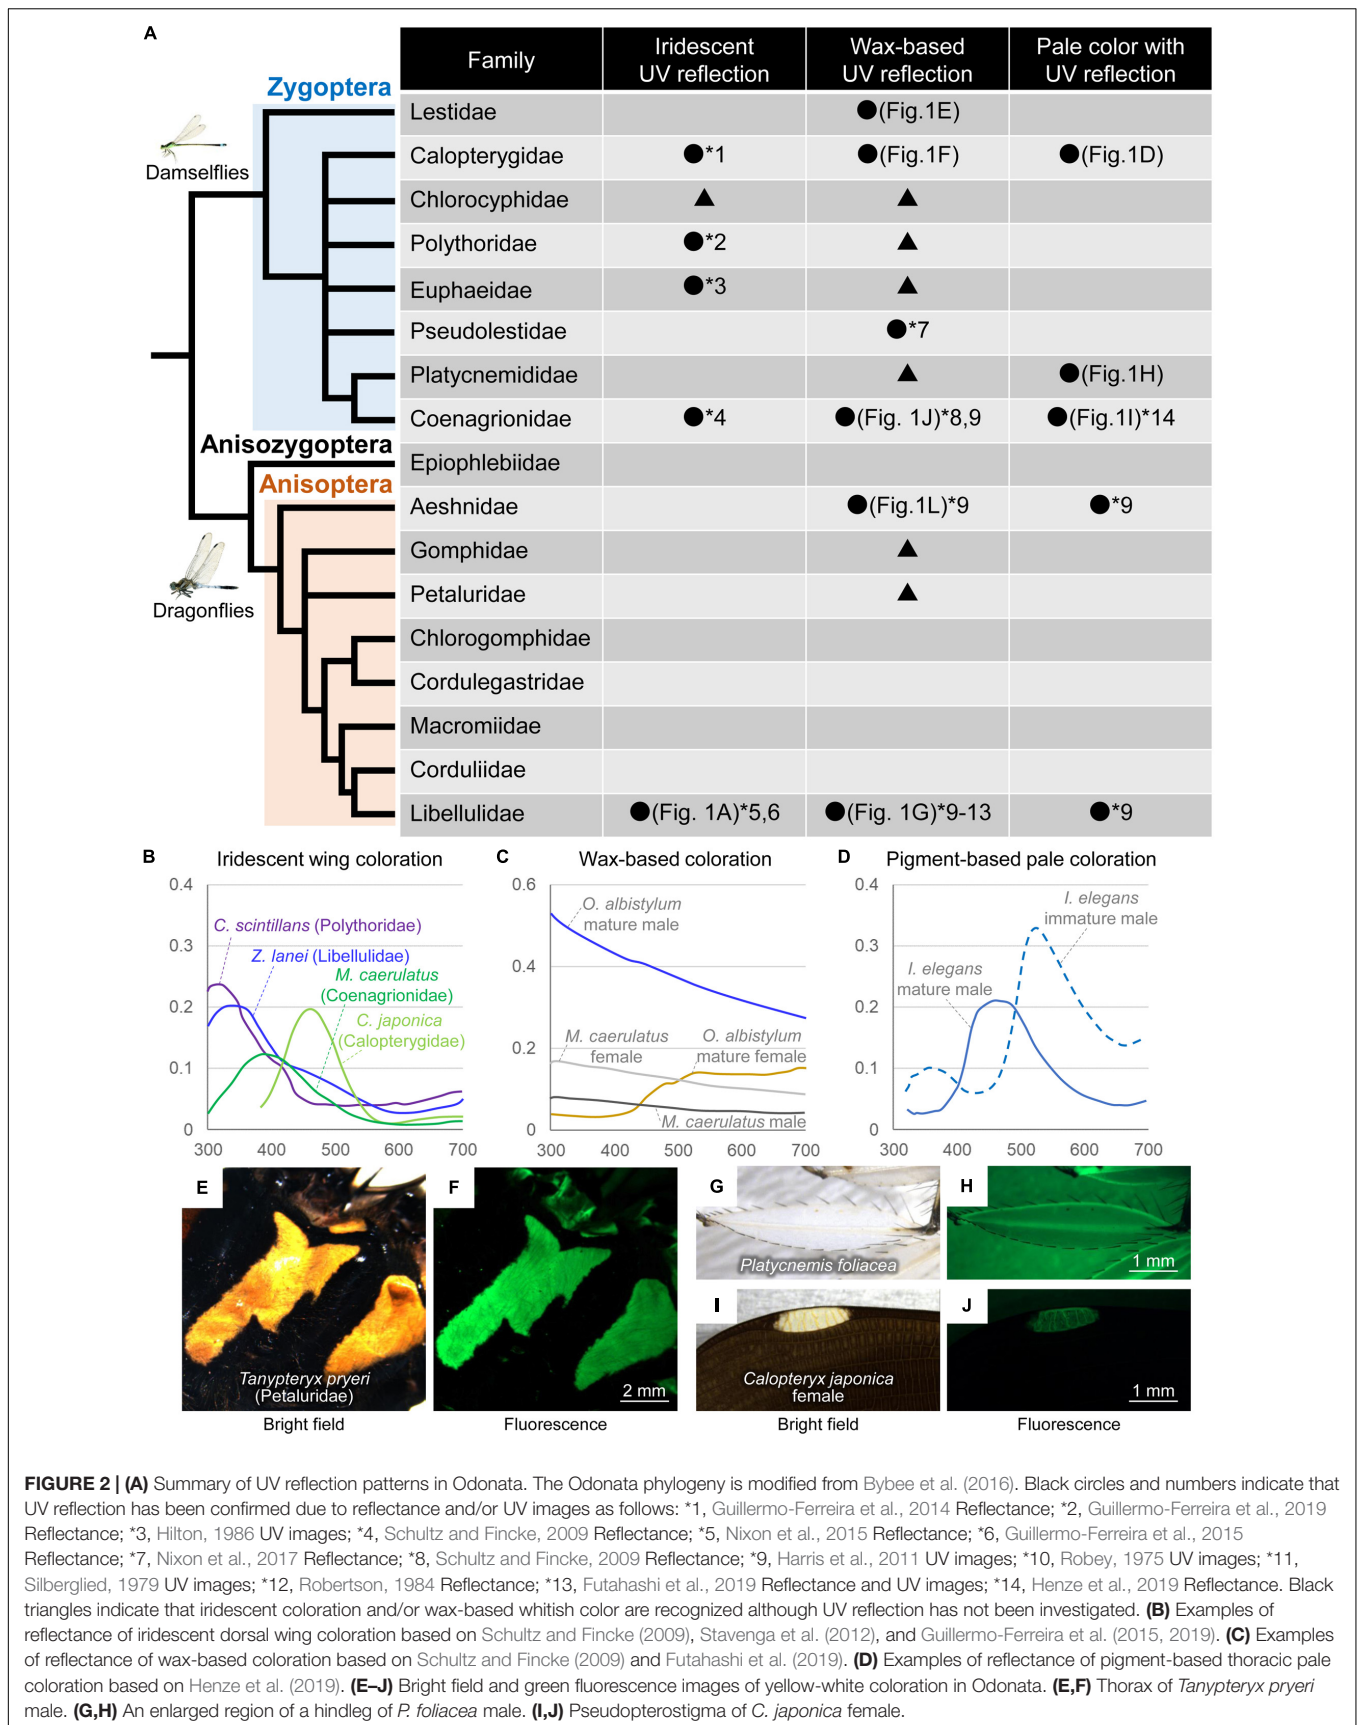 A
Family
Iridescent
UV reflection
Wax-based
UV reflection
Pale color with
UV reflection
Zygoptera
Damselflies
Lestidae
●(Fig.1E)
Calopterygidae
●*1
●(Fig.1F)
●(Fig.1D)
Chlorocyphidae
▲
▲
Polythoridae
●*2
▲
Euphaeidae
●*3
▲
Pseudolestidae
●*7
Platycnemididae
▲
●(Fig.1H)
Coenagrionidae
●*4
●(Fig. 1J)*8,9
●(Fig.1I)*14
Anisozygoptera
Epiophlebiidae
Anisoptera
Dragonflies
Aeshnidae
●(Fig.1L)*9
●*9
Gomphidae
▲
Petaluridae
▲
Chlorogomphidae
Cordulegastridae
Macromiidae
Corduliidae
Libellulidae
●(Fig. 1A)*5,6
●(Fig. 1G)*9-13
●*9
B
Iridescent wing coloration
0.4
0.3
0.2
0.1
0
300 400 500 600 700
C. scintillans (Polythoridae)
Z. lanei (Libellulidae)
M. caerulatus
(Coenagrionidae)
C. japonica
(Calopterygidae)
C
Wax-based coloration
0.6
0.4
0.2
0
300 400 500 600 700
O. albistylum
mature male
M. caerulatus
female
O. albistylum
mature female
M. caerulatus male
D
Pigment-based pale coloration
0.4
0.3
0.2
0.1
0
300 400 500 600 700
I. elegans
immature male
I. elegans
mature male
E
Tanypteryx pryeri
(Petaluridae)
Bright field
F
2 mm
Fluorescence
G
Platycnemis foliacea
H
1 mm
I
Calopteryx japonica
female
Bright field
J
1 mm
Fluorescence
FIGURE 2 | (A) Summary of UV reflection patterns in Odonata. The Odonata phylogeny is modified from Bybee et al. (2016). Black circles and numbers indicate that
UV reflection has been confirmed due to reflectance and/or UV images as follows: *1, Guillermo-Ferreira et al., 2014 Reflectance; *2, Guillermo-Ferreira et al., 2019
Reflectance; *3, Hilton, 1986 UV images; *4, Schultz and Fincke, 2009 Reflectance; *5, Nixon et al., 2015 Reflectance; *6, Guillermo-Ferreira et al., 2015
Reflectance; *7, Nixon et al., 2017 Reflectance; *8, Schultz and Fincke, 2009 Reflectance; *9, Harris et al., 2011 UV images; *10, Robey, 1975 UV images; *11,
Silberglied, 1979 UV images; *12, Robertson, 1984 Reflectance; *13, Futahashi et al., 2019 Reflectance and UV images; *14, Henze et al., 2019 Reflectance. Black
triangles indicate that iridescent coloration and/or wax-based whitish color are recognized although UV reflection has not been investigated. (B) Examples of
reflectance of iridescent dorsal wing coloration based on Schultz and Fincke (2009), Stavenga et al. (2012), and Guillermo-Ferreira et al. (2015, 2019). (C) Examples
of reflectance of wax-based coloration based on Schultz and Fincke (2009) and Futahashi et al. (2019). (D) Examples of reflectance of pigment-based thoracic pale
coloration based on Henze et al. (2019). (E–J) Bright field and green fluorescence images of yellow-white coloration in Odonata. (E,F) Thorax of Tanypteryx pryeri
male. (G,H) An enlarged region of a hindleg of P. foliacea male. (I,J) Pseudopterostigma of C. japonica female.